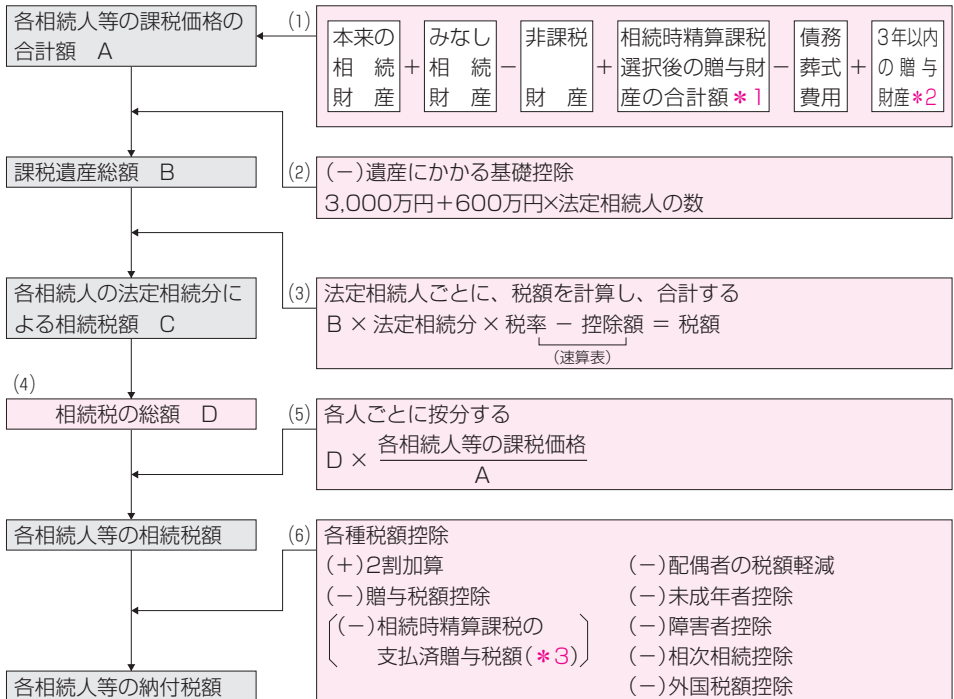 各相続人等の課税価格の
合計額 A
(1)
本来の
相続
財産
+
みなし
相続
財産
−
非課税
財産
+
相続時精算課税
選択後の贈与財
産の合計額＊1
−
債務
葬式
費用
+
3年以内
の贈与
財産＊2
課税遺産総額 B
(2)
(−)遺産にかかる基礎控除
3,000万円+600万円×法定相続人の数
各相続人の法定相続分に
よる相続税額 C
(3)
法定相続人ごとに、税額を計算し、合計する
B × 法定相続分 × 税率 − 控除額 = 税額
(速算表)
(4)
相続税の総額 D
(5)
各人ごとに按分する
D × 各相続人等の課税価格
A
各相続人等の相続税額
(6)
各種税額控除
(+)2割加算
(−)贈与税額控除
(−)相続時精算課税の
支払済贈与税額(＊3)
(−)配偶者の税額軽減
(−)未成年者控除
(−)障害者控除
(−)相次相続控除
(−)外国税額控除
各相続人等の納付税額